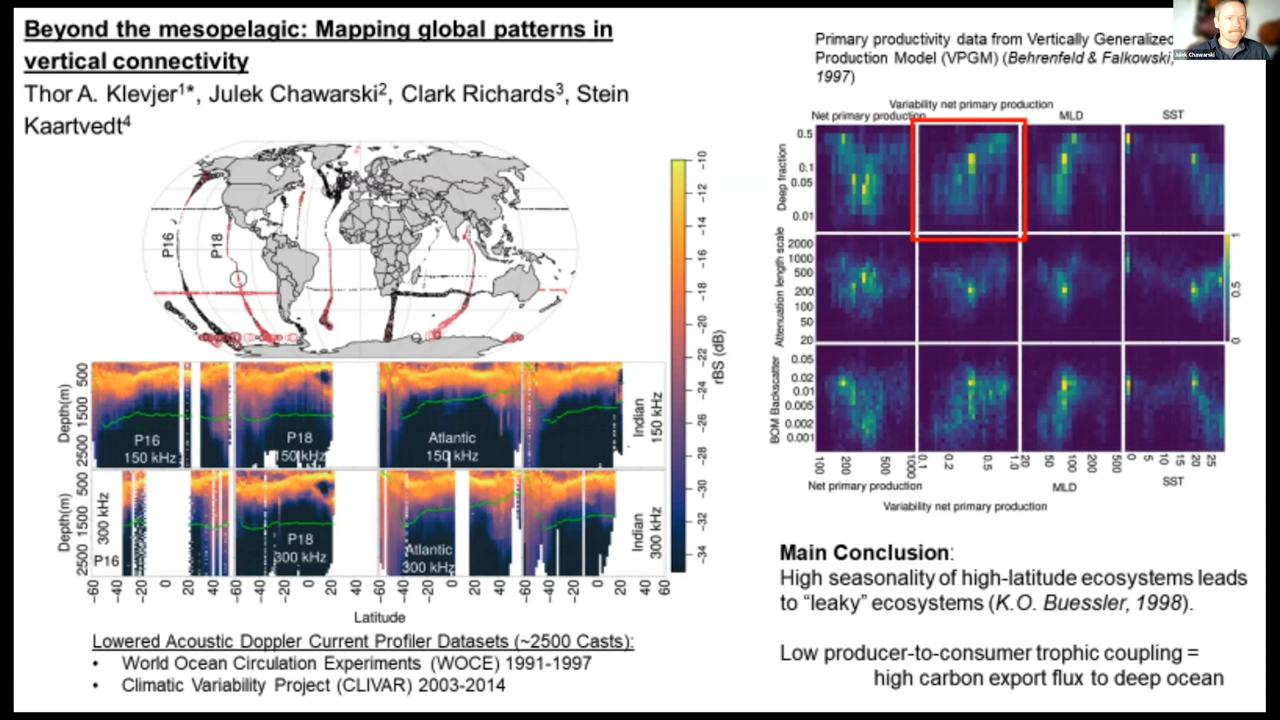 Beyond the mesopelagic: Mapping global patterns in
vertical connectivity
Thor A. Klevjer1*, Julek Chawarski2, Clark Richards3, Stein
Kaartvedt4
P16
P18
-10
-12
-14
-16
-18
-20
-22
-24
-26
-28
-30
-32
-34
rBS (dB)
Depth(m)
500
1500
2500
P16
150 kHz
P18
150 kHz
Atlantic
150 kHz
Indian
150 kHz
Depth(m)
500
1500
2500
300 kHz
P16
P18
300 kHz
Atlantic
300 kHz
Indian
300 kHz
-60 -40 -20 0 20 40 60 -40 -20 0 20 -60 -40 -20 0 20 40 -60 -40 -20 0 20 60
Latitude
Lowered Acoustic Doppler Current Profiler Datasets (~2500 Casts):
• World Ocean Circulation Experiments (WOCE) 1991-1997
• Climatic Variability Project (CLIVAR) 2003-2014
Julek Chawarski
Primary productivity data from Vertically Generalized
Production Model (VPGM) (Behrenfeld & Falkowski,
1997)
Variability net primary production
Net primary production MLD SST
Deep fraction
0.5
0.1
0.05
0.01
Attenuation length scale
2000
1000
500
200
100
50
20
BOM Backscatter
0.05
0.02
0.01
0.005
0.002
0.001
1
0.5
0
100 200 500 1000 0.1 0.2 0.5 1.0 20 50 100 200 500 0 5 10 15 20 25
Net primary production MLD SST
Variability net primary production
Main Conclusion:
High seasonality of high-latitude ecosystems leads
to “leaky” ecosystems (K.O. Buessler, 1998).
Low producer-to-consumer trophic coupling =
high carbon export flux to deep ocean